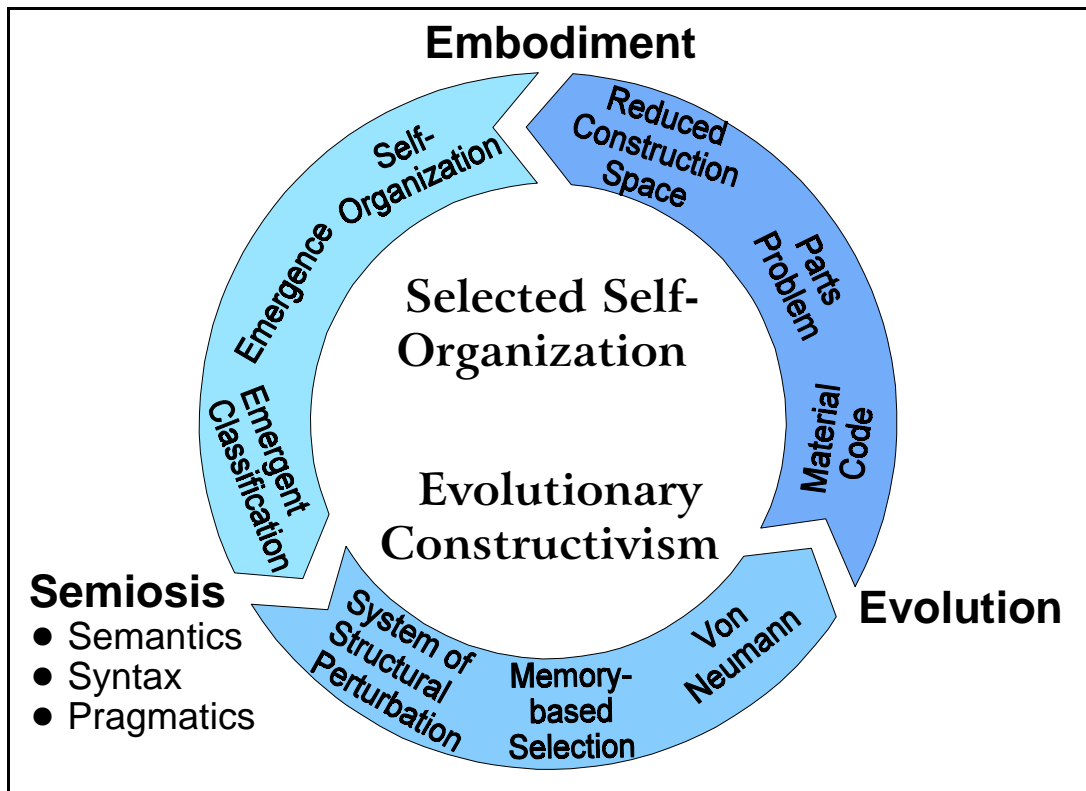 Embodiment
Reduced
Construction
Space
Parts
Problem
Material
Code
Evolution
Von
Neumann
Memory-
based
Selection
System of
Structural
Perturbation
Semiosis
● Semantics
● Syntax
● Pragmatics
Emergent
Classification
Emergence
Self-
Organization
Selected Self-
Organization
Evolutionary
Constructivism